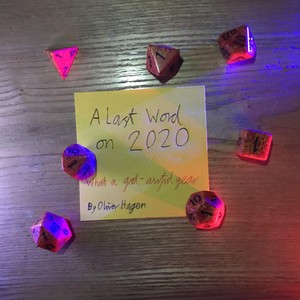 A Last Word
on 2020
What a god-awful year
By Oliver Hagen